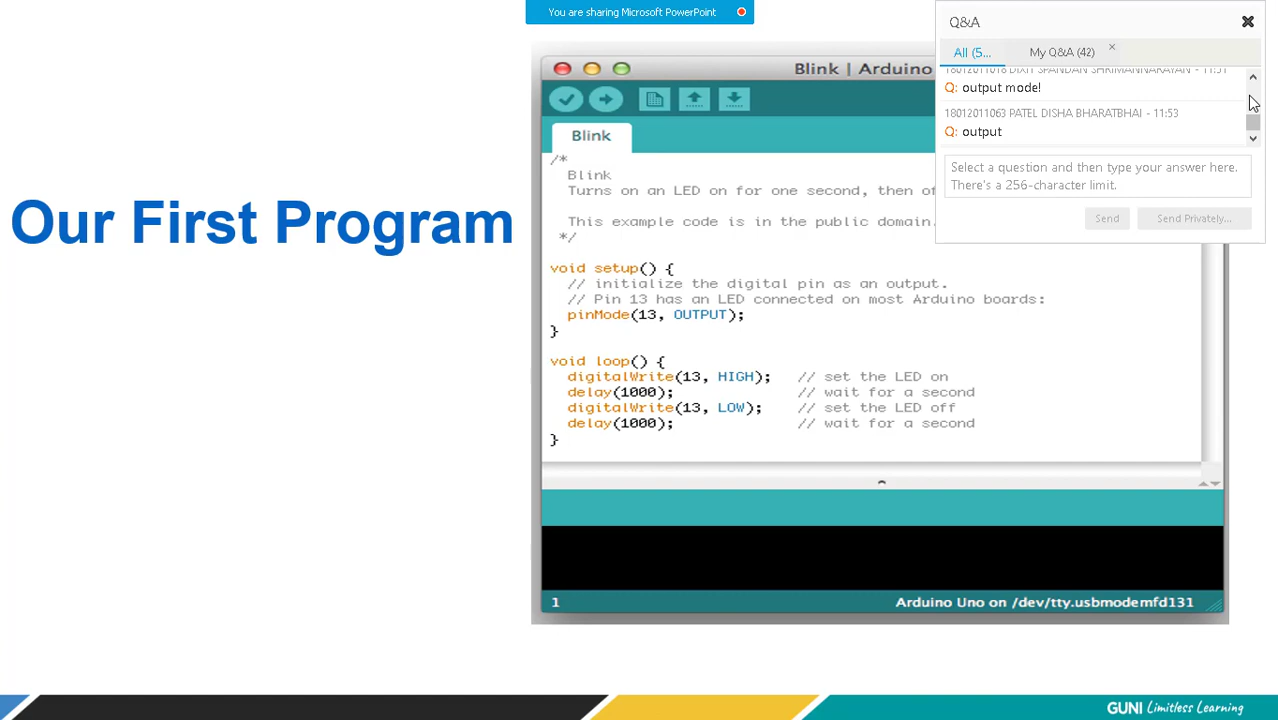 You are sharing Microsoft PowerPoint
Q&A
All (5...
My Q&A (42)
18012011018 DIXIT SPANDAN SHRIMANNARAYAN - 11:51
Q: output mode!
18012011063 PATEL DISHA BHARATBHAI - 11:53
Q: output
Select a question and then type your answer here.
There's a 256-character limit.
Send
Send Privately...
Our First Program
Blink | Arduino
Blink
/*
Blink
Turns on an LED on for one second, then of
This example code is in the public domain.
*/
void setup() {
// initialize the digital pin as an output.
// Pin 13 has an LED connected on most Arduino boards:
pinMode(13, OUTPUT);
}
void loop() {
digitalWrite(13, HIGH); // set the LED on
delay(1000); // wait for a second
digitalWrite(13, LOW); // set the LED off
delay(1000); // wait for a second
}
1
Arduino Uno on /dev/tty.usbmodemfd131
GUNI Limitless Learning